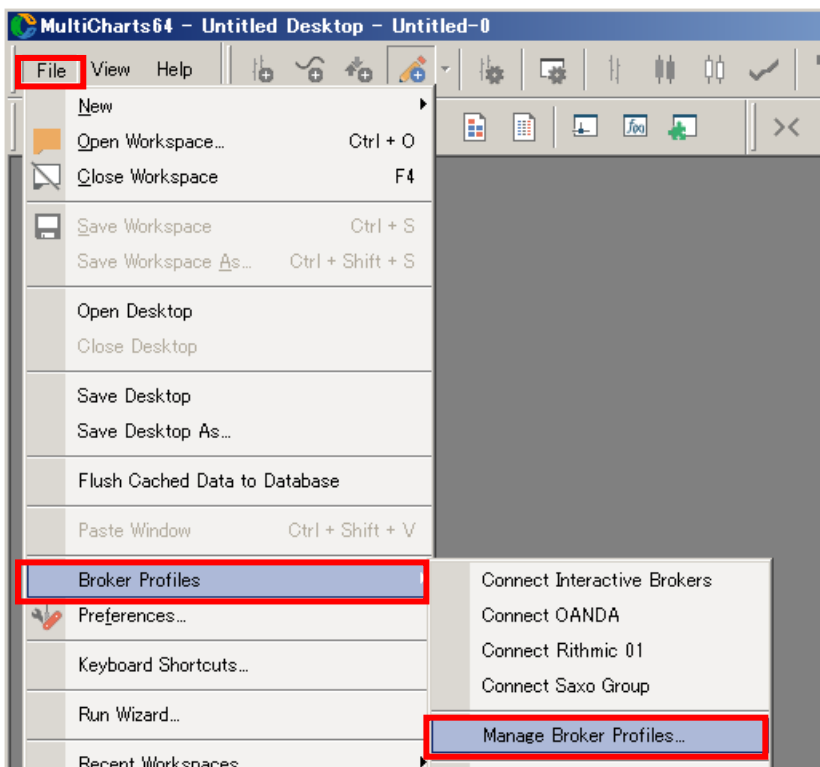 MultiCharts64 - Untitled Desktop - Untitled-0
File View Help
New
Open Workspace... Ctrl + O
Close Workspace F4
Save Workspace Ctrl + S
Save Workspace As... Ctrl + Shift + S
Open Desktop
Close Desktop
Save Desktop
Save Desktop As...
Flush Cached Data to Database
Paste Window Ctrl + Shift + V
Broker Profiles
Connect Interactive Brokers
Preferences...
Connect OANDA
Connect Rithmic 01
Keyboard Shortcuts...
Connect Saxo Group
Run Wizard...
Manage Broker Profiles...
Recent Workspaces